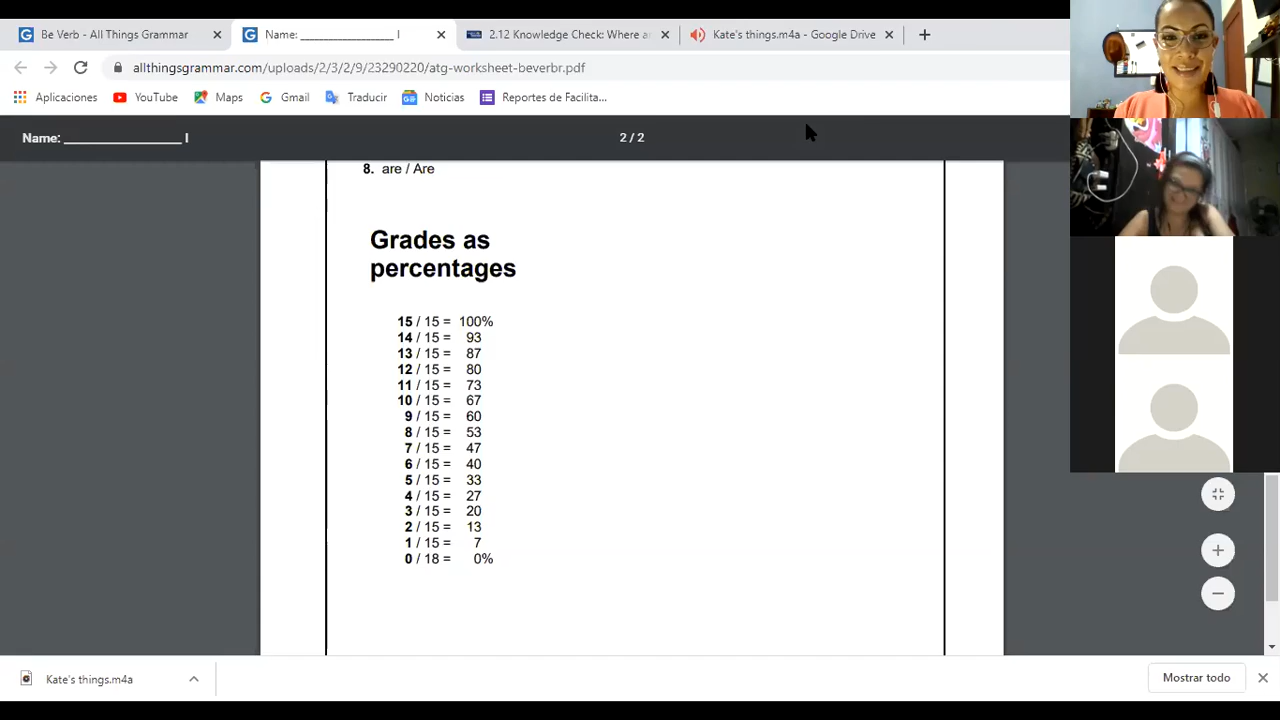 Be Verb - All Things Grammar
Name: _________________ I
2.12 Knowledge Check: Where a
Kate's things.m4a - Google Drive
allthingsgrammar.com/uploads/2/3/2/9/23290220/atg-worksheet-beverbr.pdf
Aplicaciones YouTube Maps Gmail Traducir Noticias Reportes de Facilita...
Name: _________________ I
2 / 2
8. are / Are
Grades as
percentages
15 / 15 = 100%
14 / 15 = 93
13 / 15 = 87
12 / 15 = 80
11 / 15 = 73
10 / 15 = 67
9 / 15 = 60
8 / 15 = 53
7 / 15 = 47
6 / 15 = 40
5 / 15 = 33
4 / 15 = 27
3 / 15 = 20
2 / 15 = 13
1 / 15 = 7
0 / 18 = 0%
Kate's things.m4a
Mostrar todo